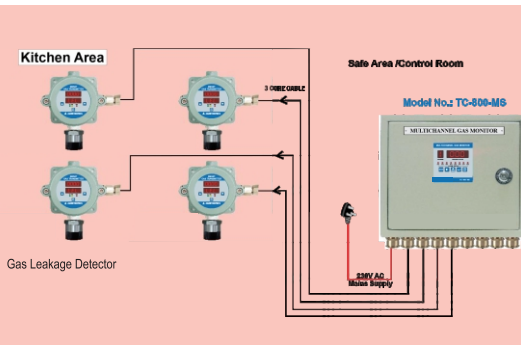 Kitchen Area
Safe Area /Control Room
3 CORE CABLE
Model No.: TC-800-MS
MULTICHANNEL GAS MONITOR
Gas Leakage Detector
230V AC
Mains Supply